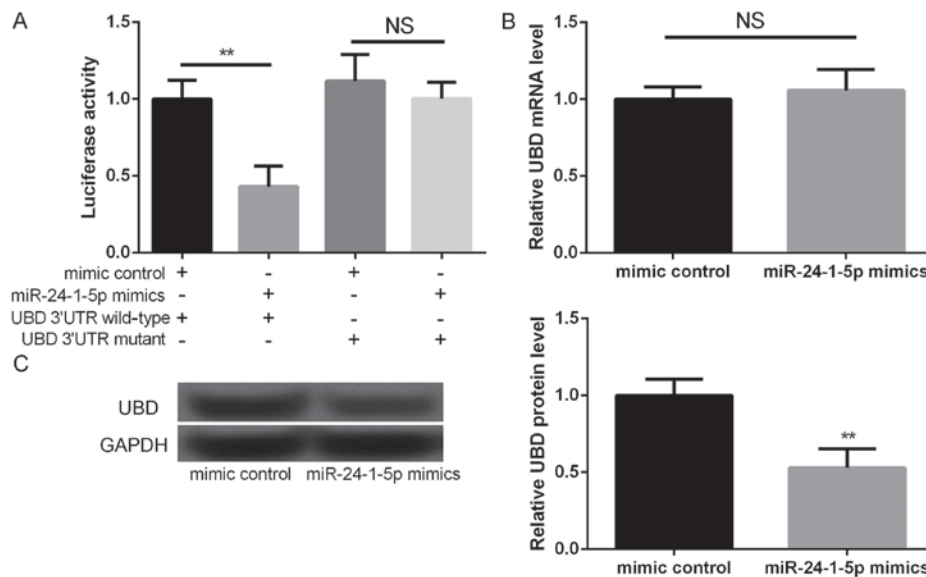 A
Luciferase activity
1.5
1.0
0.5
0.0
**
NS
mimic control + - + -
miR-24-1-5p mimics - + - +
UBD 3'UTR wild-type + + - -
UBD 3'UTR mutant - - + +
B
Relative UBD mRNA level
1.5
1.0
0.5
0.0
NS
mimic control miR-24-1-5p mimics
C
UBD
GAPDH
mimic control miR-24-1-5p mimics
Relative UBD protein level
1.5
1.0
0.5
0.0
**
mimic control miR-24-1-5p mimics